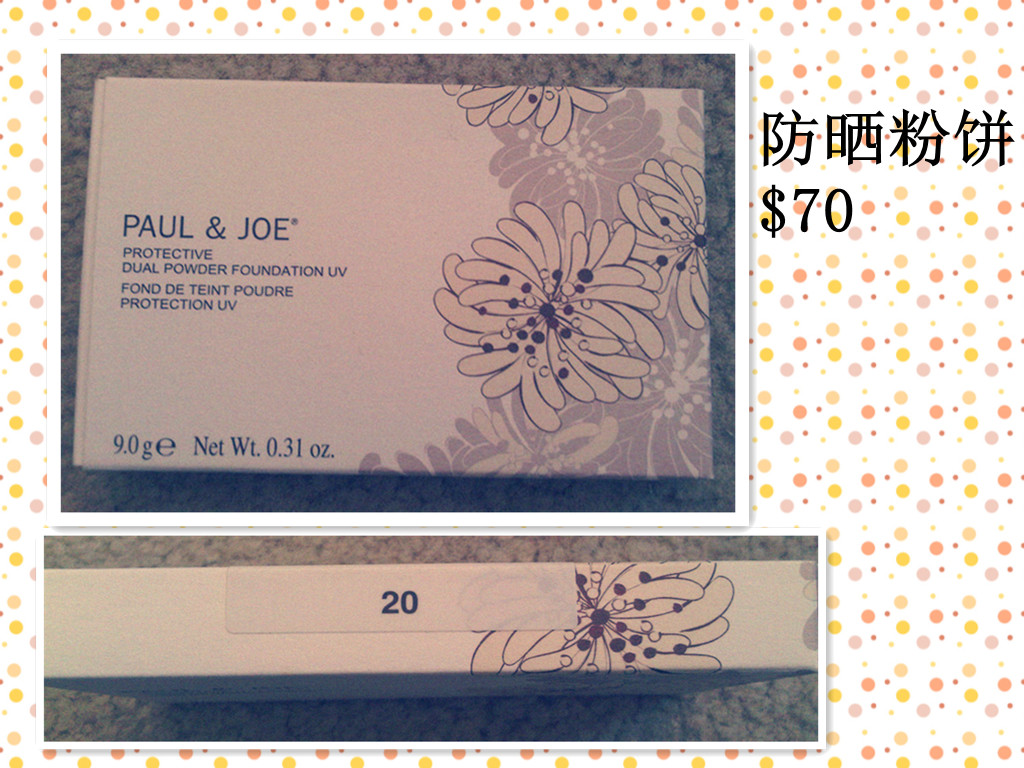 防晒粉饼
$70
PAUL & JOE®
PROTECTIVE
DUAL POWDER FOUNDATION UV
FOND DE TEINT POUDRE
PROTECTION UV
9.0 g ℮ Net Wt. 0.31 oz.
20